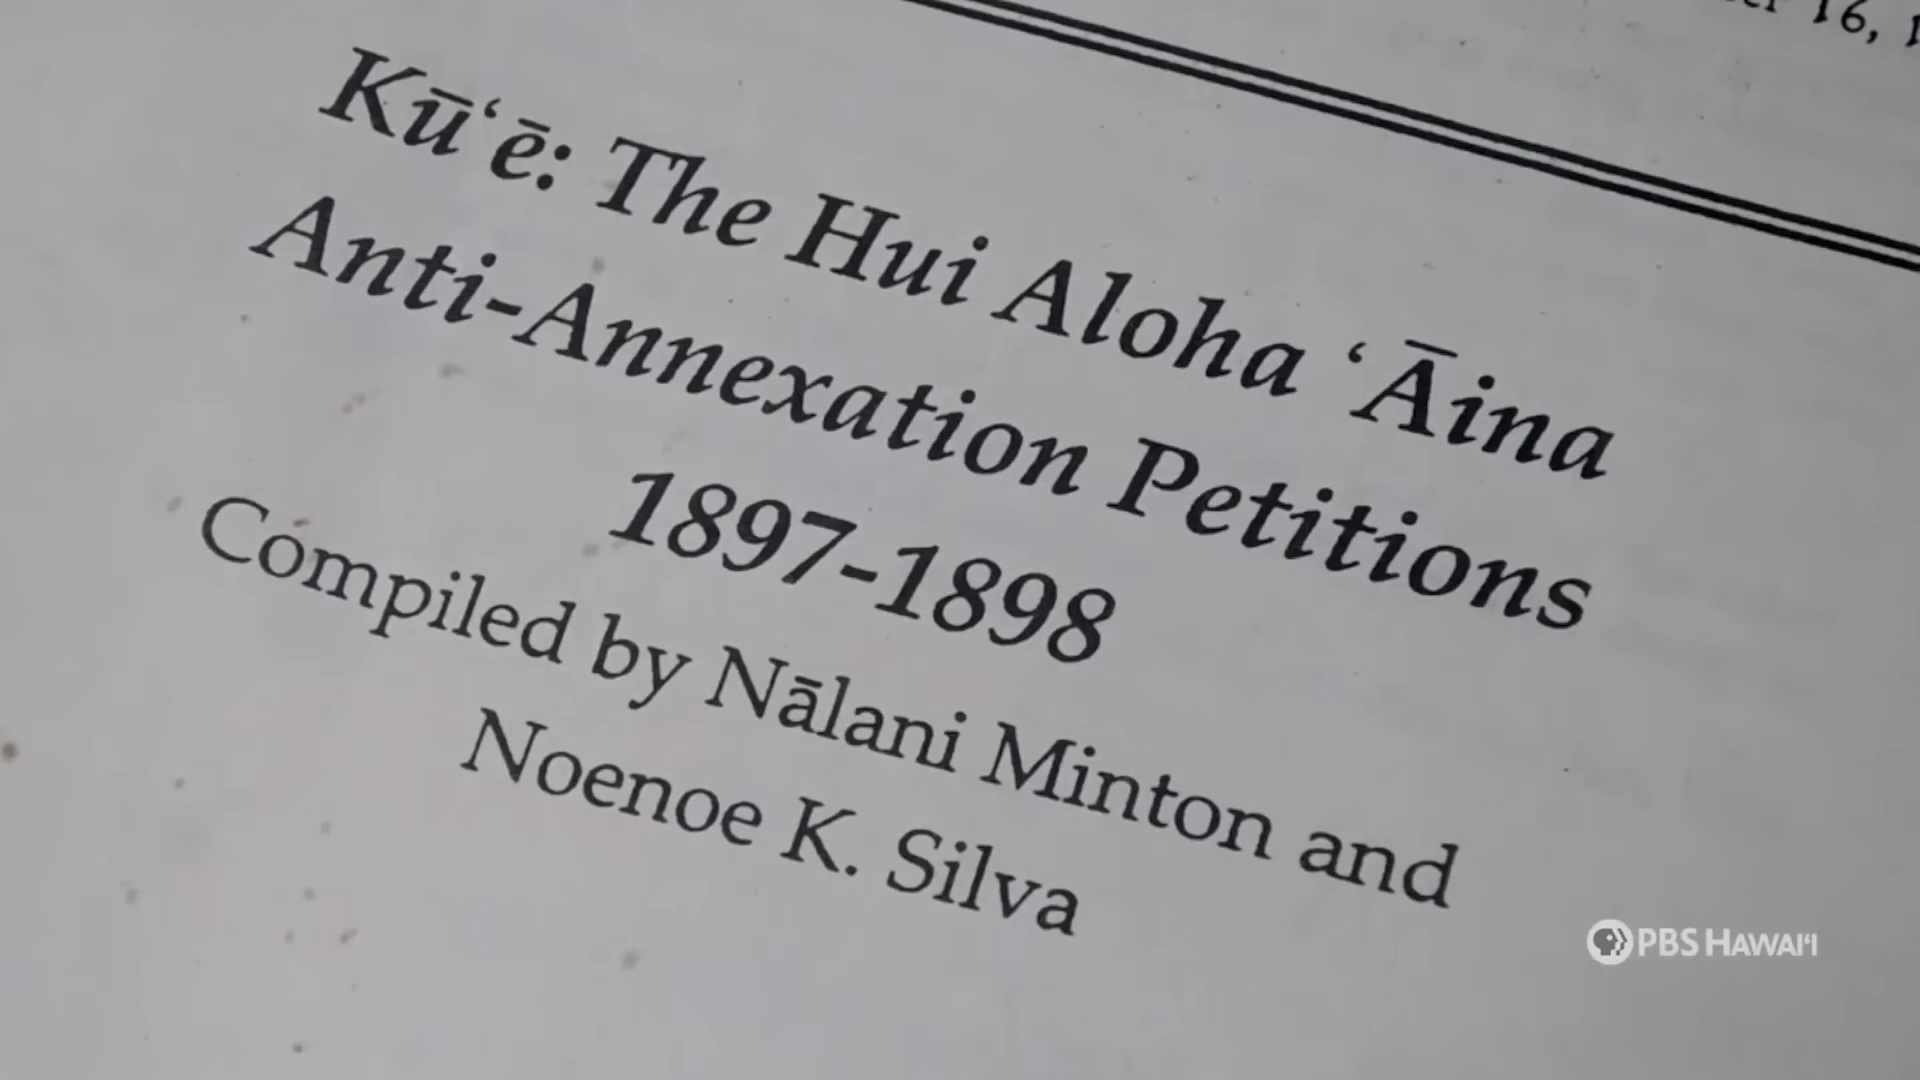 16,
Kūʻē: The Hui Aloha ʻĀina
Anti-Annexation Petitions
1897-1898
Compiled by Nālani Minton and
Noenoe K. Silva
PBS HAWAIʻI